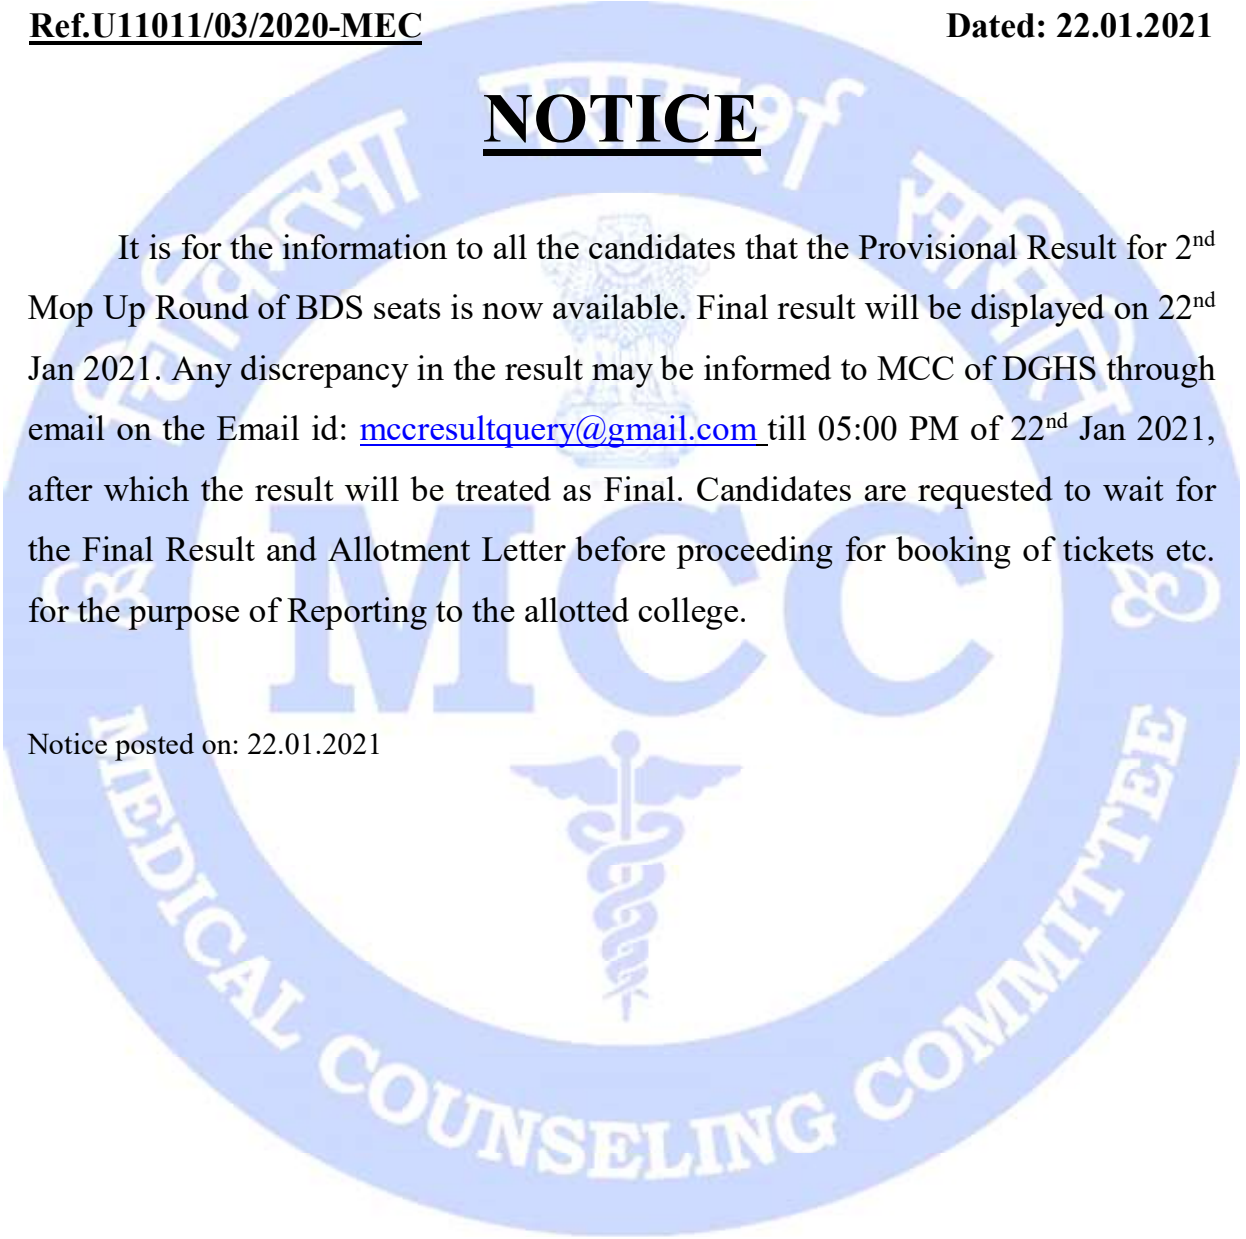 Ref.U11011/03/2020-MEC Dated: 22.01.2021
NOTICE
It is for the information to all the candidates that the Provisional Result for 2nd
Mop Up Round of BDS seats is now available. Final result will be displayed on 22nd
Jan 2021. Any discrepancy in the result may be informed to MCC of DGHS through
email on the Email id: mccresultquery@gmail.com till 05:00 PM of 22nd Jan 2021,
after which the result will be treated as Final. Candidates are requested to wait for
the Final Result and Allotment Letter before proceeding for booking of tickets etc.
for the purpose of Reporting to the allotted college.
Notice posted on: 22.01.2021
चिकित्सा परामर्श समिति
MCC
MEDICAL COUNSELING COMMITTEE